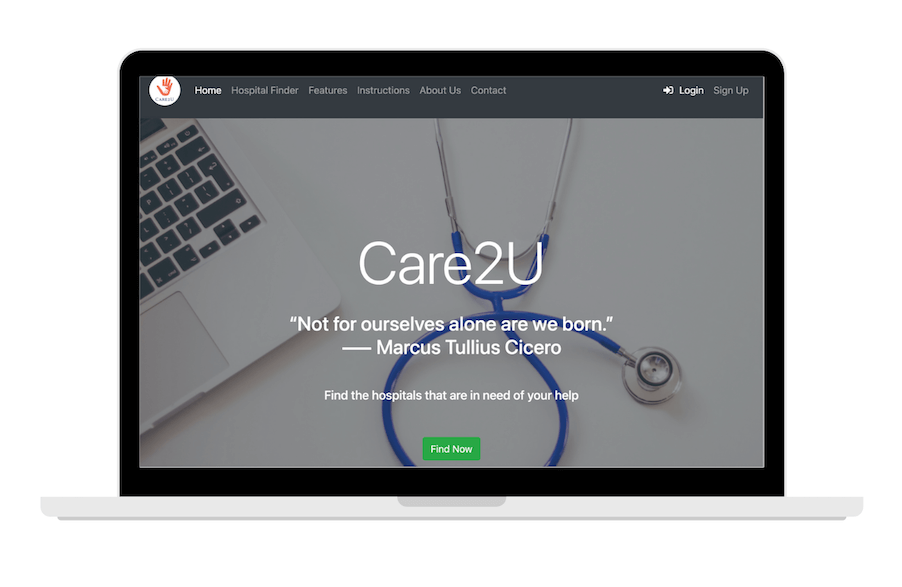 CARE2U
Home Hospital Finder Features Instructions About Us Contact Login Sign Up
Care2U
“Not for ourselves alone are we born.”
—— Marcus Tullius Cicero
Find the hospitals that are in need of your help
Find Now